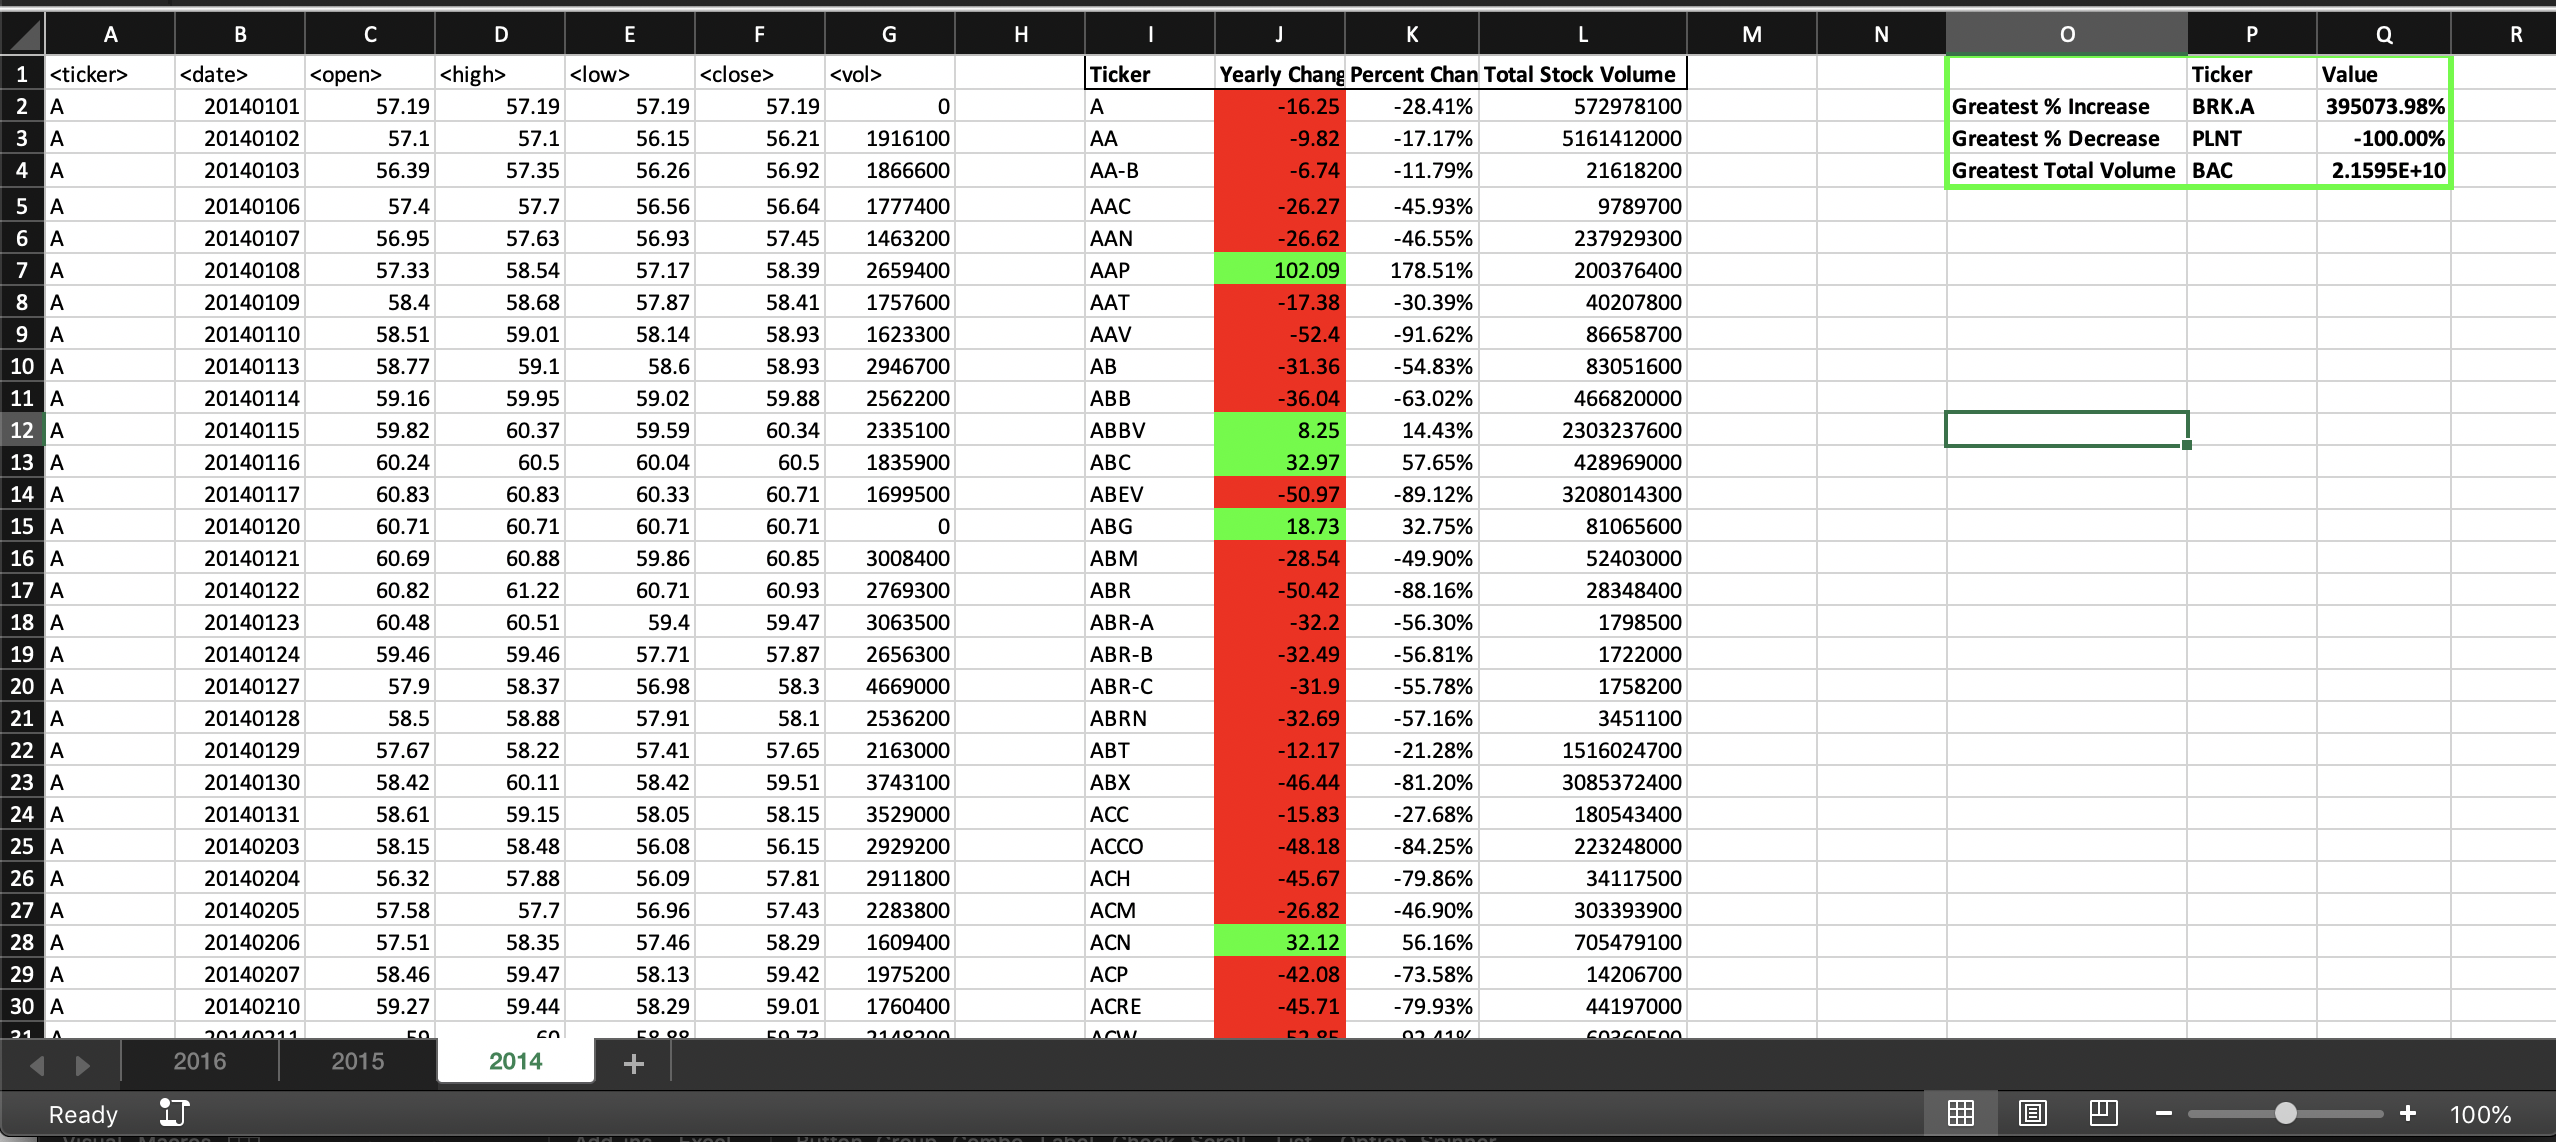 A B C D E F G H I J K L M N O P Q R
1 <ticker> <date> <open> <high> <low> <close> <vol> Ticker Yearly Chang Percent Chan Total Stock Volume Ticker Value
2 A 20140101 57.19 57.19 57.19 57.19 0 A -16.25 -28.41% 572978100 Greatest % Increase BRK.A 395073.98%
3 A 20140102 57.1 57.1 56.15 56.21 1916100 AA -9.82 -17.17% 5161412000 Greatest % Decrease PLNT -100.00%
4 A 20140103 56.39 57.35 56.26 56.92 1866600 AA-B -6.74 -11.79% 21618200 Greatest Total Volume BAC 2.1595E+10
5 A 20140106 57.4 57.7 56.56 56.64 1777400 AAC -26.27 -45.93% 9789700
6 A 20140107 56.95 57.63 56.93 57.45 1463200 AAN -26.62 -46.55% 237929300
7 A 20140108 57.33 58.54 57.17 58.39 2659400 AAP 102.09 178.51% 200376400
8 A 20140109 58.4 58.68 57.87 58.41 1757600 AAT -17.38 -30.39% 40207800
9 A 20140110 58.51 59.01 58.14 58.93 1623300 AAV -52.4 -91.62% 86658700
10 A 20140113 58.77 59.1 58.6 58.93 2946700 AB -31.36 -54.83% 83051600
11 A 20140114 59.16 59.95 59.02 59.88 2562200 ABB -36.04 -63.02% 466820000
12 A 20140115 59.82 60.37 59.59 60.34 2335100 ABBV 8.25 14.43% 2303237600
13 A 20140116 60.24 60.5 60.04 60.5 1835900 ABC 32.97 57.65% 428969000
14 A 20140117 60.83 60.83 60.33 60.71 1699500 ABEV -50.97 -89.12% 3208014300
15 A 20140120 60.71 60.71 60.71 60.71 0 ABG 18.73 32.75% 81065600
16 A 20140121 60.69 60.88 59.86 60.85 3008400 ABM -28.54 -49.90% 52403000
17 A 20140122 60.82 61.22 60.71 60.93 2769300 ABR -50.42 -88.16% 28348400
18 A 20140123 60.48 60.51 59.4 59.47 3063500 ABR-A -32.2 -56.30% 1798500
19 A 20140124 59.46 59.46 57.71 57.87 2656300 ABR-B -32.49 -56.81% 1722000
20 A 20140127 57.9 58.37 56.98 58.3 4669000 ABR-C -31.9 -55.78% 1758200
21 A 20140128 58.5 58.88 57.91 58.1 2536200 ABRN -32.69 -57.16% 3451100
22 A 20140129 57.67 58.22 57.41 57.65 2163000 ABT -12.17 -21.28% 1516024700
23 A 20140130 58.42 60.11 58.42 59.51 3743100 ABX -46.44 -81.20% 3085372400
24 A 20140131 58.61 59.15 58.05 58.15 3529000 ACC -15.83 -27.68% 180543400
25 A 20140203 58.15 58.48 56.08 56.15 2929200 ACCO -48.18 -84.25% 223248000
26 A 20140204 56.32 57.88 56.09 57.81 2911800 ACH -45.67 -79.86% 34117500
27 A 20140205 57.58 57.7 56.96 57.43 2283800 ACM -26.82 -46.90% 303393900
28 A 20140206 57.51 58.35 57.46 58.29 1609400 ACN 32.12 56.16% 705479100
29 A 20140207 58.46 59.47 58.13 59.42 1975200 ACP -42.08 -73.58% 14206700
30 A 20140210 59.27 59.44 58.29 59.01 1760400 ACRE -45.71 -79.93% 44197000
31 A 20140211 59 60 58.88
2016 2015 2014
Ready 100%